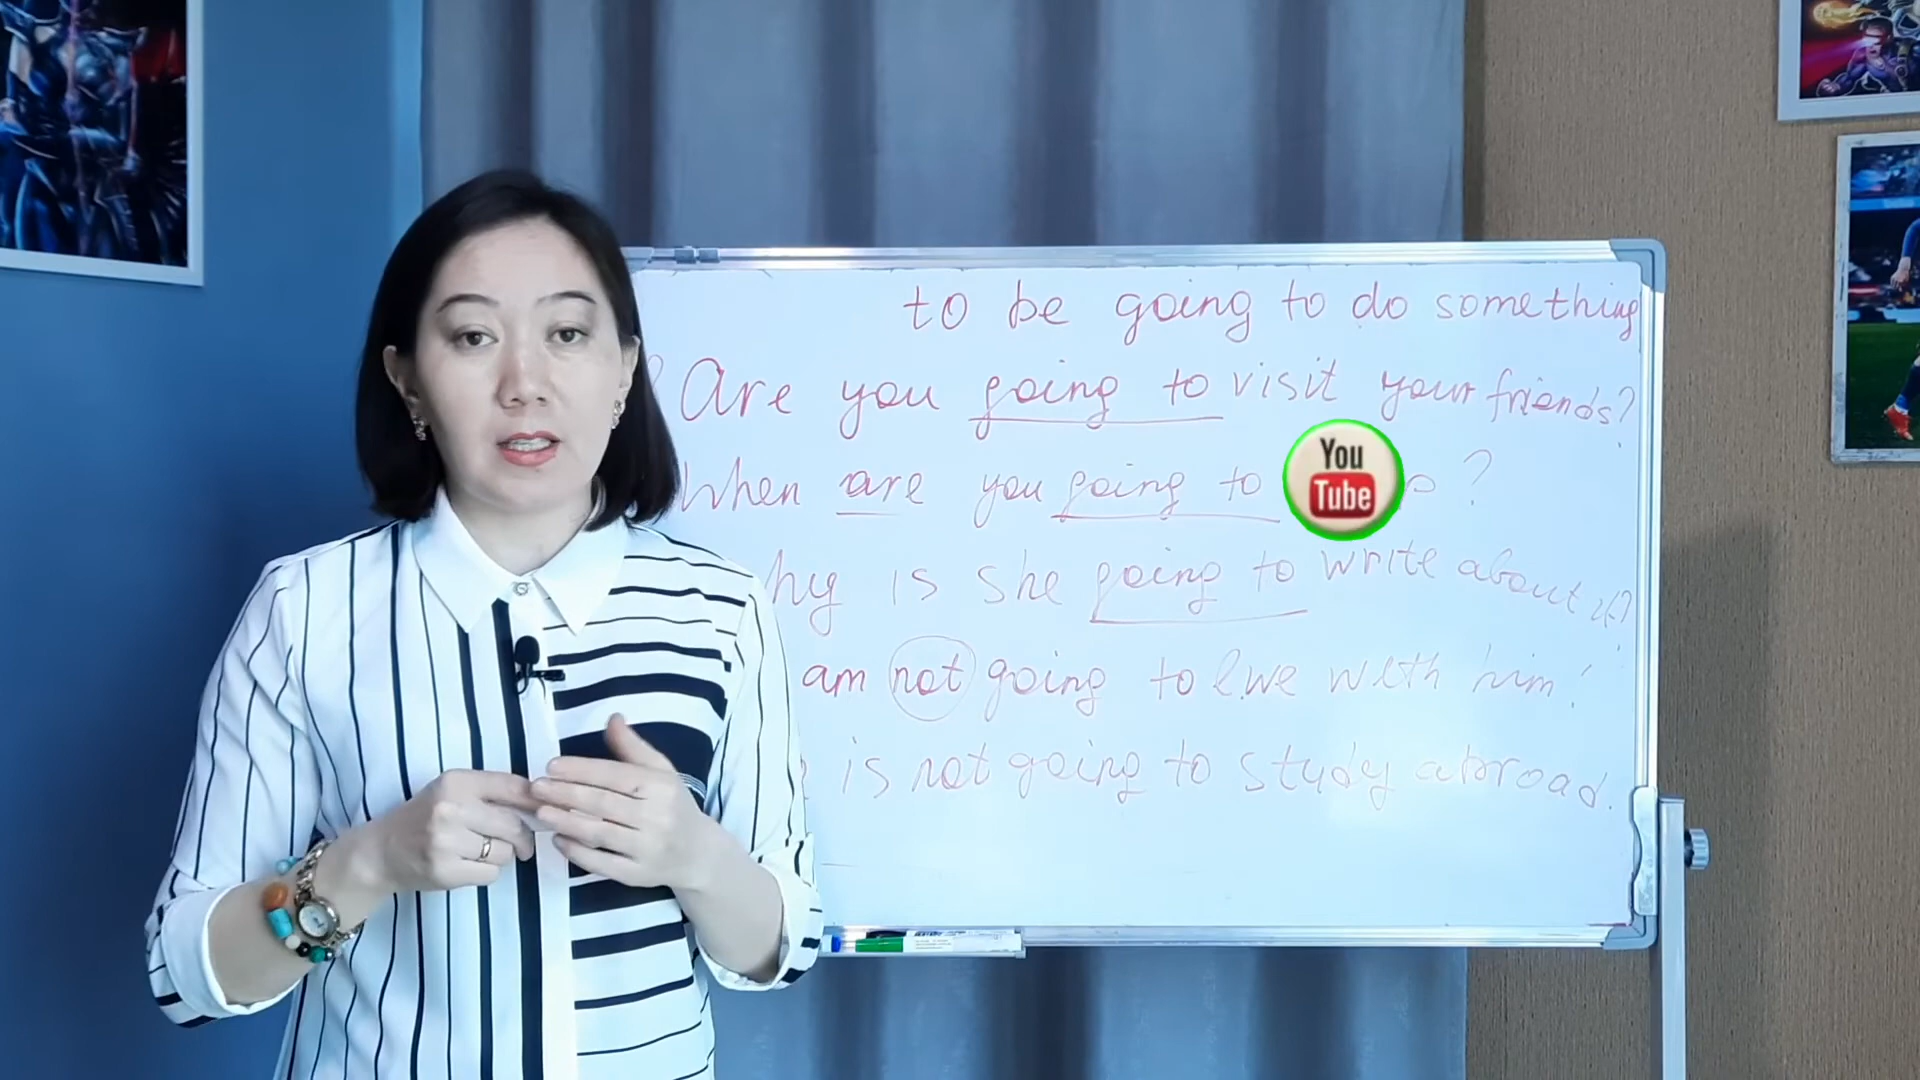 to be going to do something
Are you going to visit your friends?
When are you going to ?
You
Tube
hy is she going to write about it?
am not going to live with him!
is not going to study abroad.